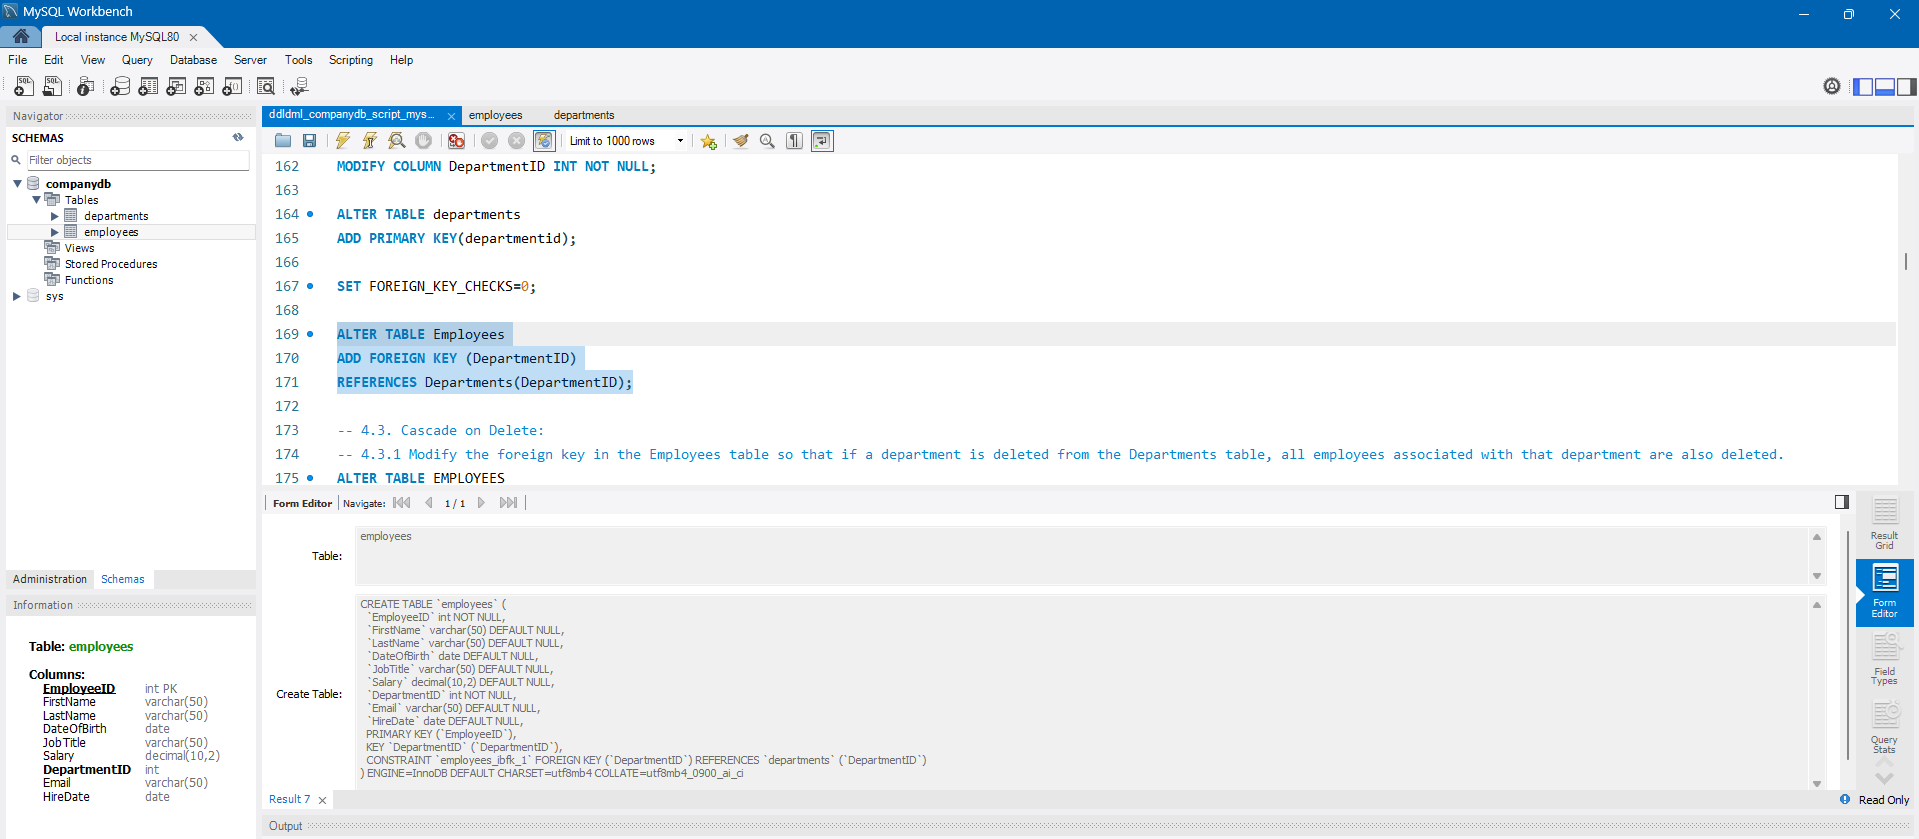 MySQL Workbench
Local instance MySQL80
File Edit View Query Database Server Tools Scripting Help
Navigator
SCHEMAS
Filter objects
companydb
Tables
departments
employees
Views
Stored Procedures
Functions
sys
Administration Schemas
Information
Table: employees
Columns:
EmployeeID int PK
FirstName varchar(50)
LastName varchar(50)
DateOfBirth date
JobTitle varchar(50)
Salary decimal(10,2)
DepartmentID int
Email varchar(50)
HireDate date
ddldml_companydb_script_mys... employees departments
Limit to 1000 rows
162 MODIFY COLUMN DepartmentID INT NOT NULL;
163
164 ALTER TABLE departments
165 ADD PRIMARY KEY(departmentid);
166
167 SET FOREIGN_KEY_CHECKS=0;
168
169 ALTER TABLE Employees
170 ADD FOREIGN KEY (DepartmentID)
171 REFERENCES Departments(DepartmentID);
172
173 -- 4.3. Cascade on Delete:
174 -- 4.3.1 Modify the foreign key in the Employees table so that if a department is deleted from the Departments table, all employees associated with that department are also deleted.
175 ALTER TABLE EMPLOYEES
Form Editor Navigate: 1 / 1
Table: employees
Create Table:
CREATE TABLE `employees` (
`EmployeeID` int NOT NULL,
`FirstName` varchar(50) DEFAULT NULL,
`LastName` varchar(50) DEFAULT NULL,
`DateOfBirth` date DEFAULT NULL,
`JobTitle` varchar(50) DEFAULT NULL,
`Salary` decimal(10,2) DEFAULT NULL,
`DepartmentID` int NOT NULL,
`Email` varchar(50) DEFAULT NULL,
`HireDate` date DEFAULT NULL,
PRIMARY KEY (`EmployeeID`),
KEY `DepartmentID` (`DepartmentID`),
CONSTRAINT `employees_ibfk_1` FOREIGN KEY (`DepartmentID`) REFERENCES `departments` (`DepartmentID`)
) ENGINE=InnoDB DEFAULT CHARSET=utf8mb4 COLLATE=utf8mb4_0900_ai_ci
Result Grid
Form Editor
Field Types
Query Stats
Result 7
Read Only
Output